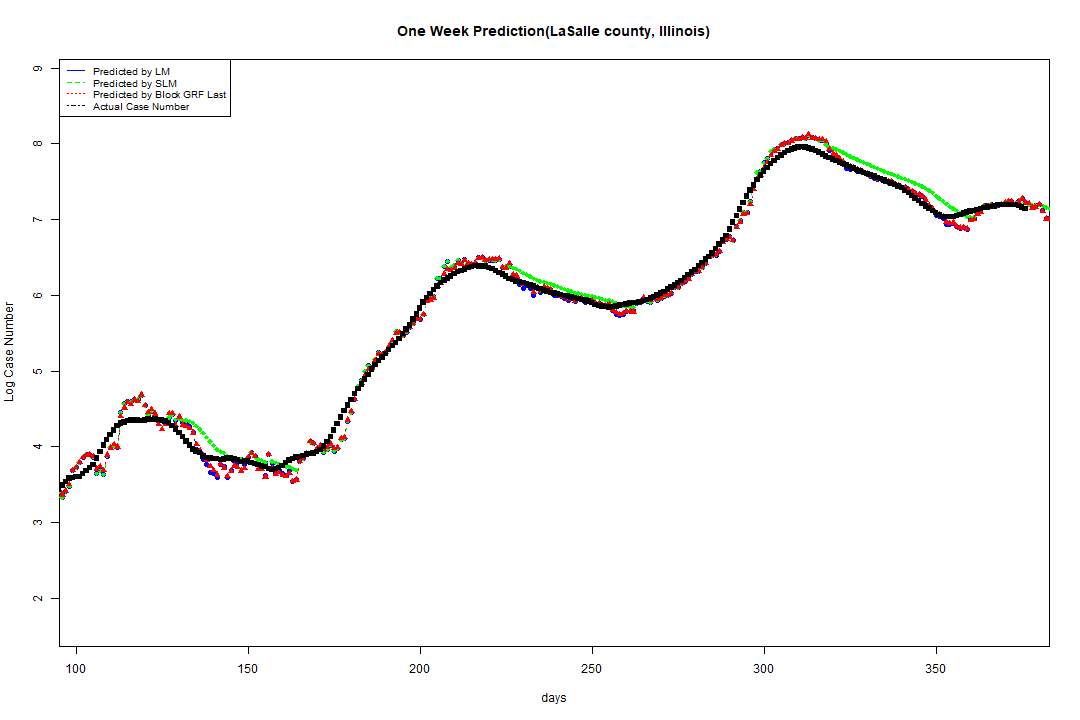 One Week Prediction(LaSalle county, Illinois)
Predicted by LM
Predicted by SLM
Predicted by Block GRF Last
Actual Case Number
Log Case Number
9
8
7
6
5
4
3
2
100 150 200 250 300 350
days